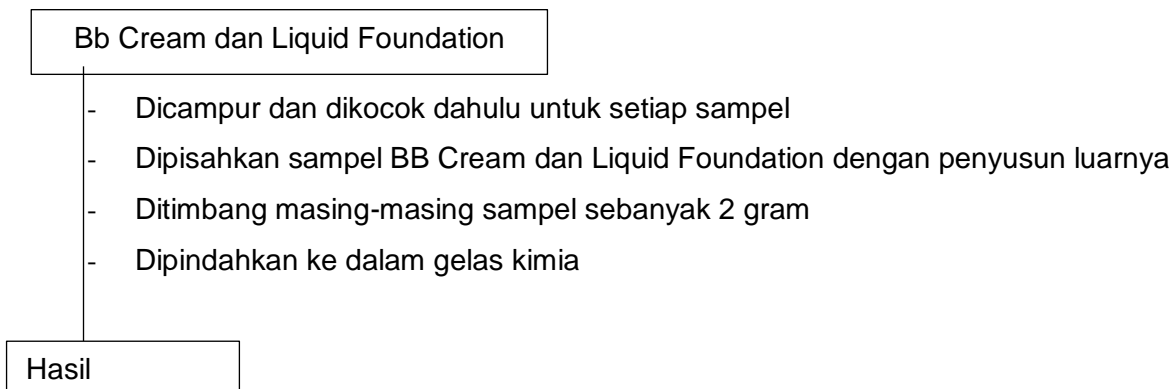 Bb Cream dan Liquid Foundation
- Dicampur dan dikocok dahulu untuk setiap sampel
- Dipisahkan sampel BB Cream dan Liquid Foundation dengan penyusun luarnya
- Ditimbang masing-masing sampel sebanyak 2 gram
- Dipindahkan ke dalam gelas kimia
Hasil